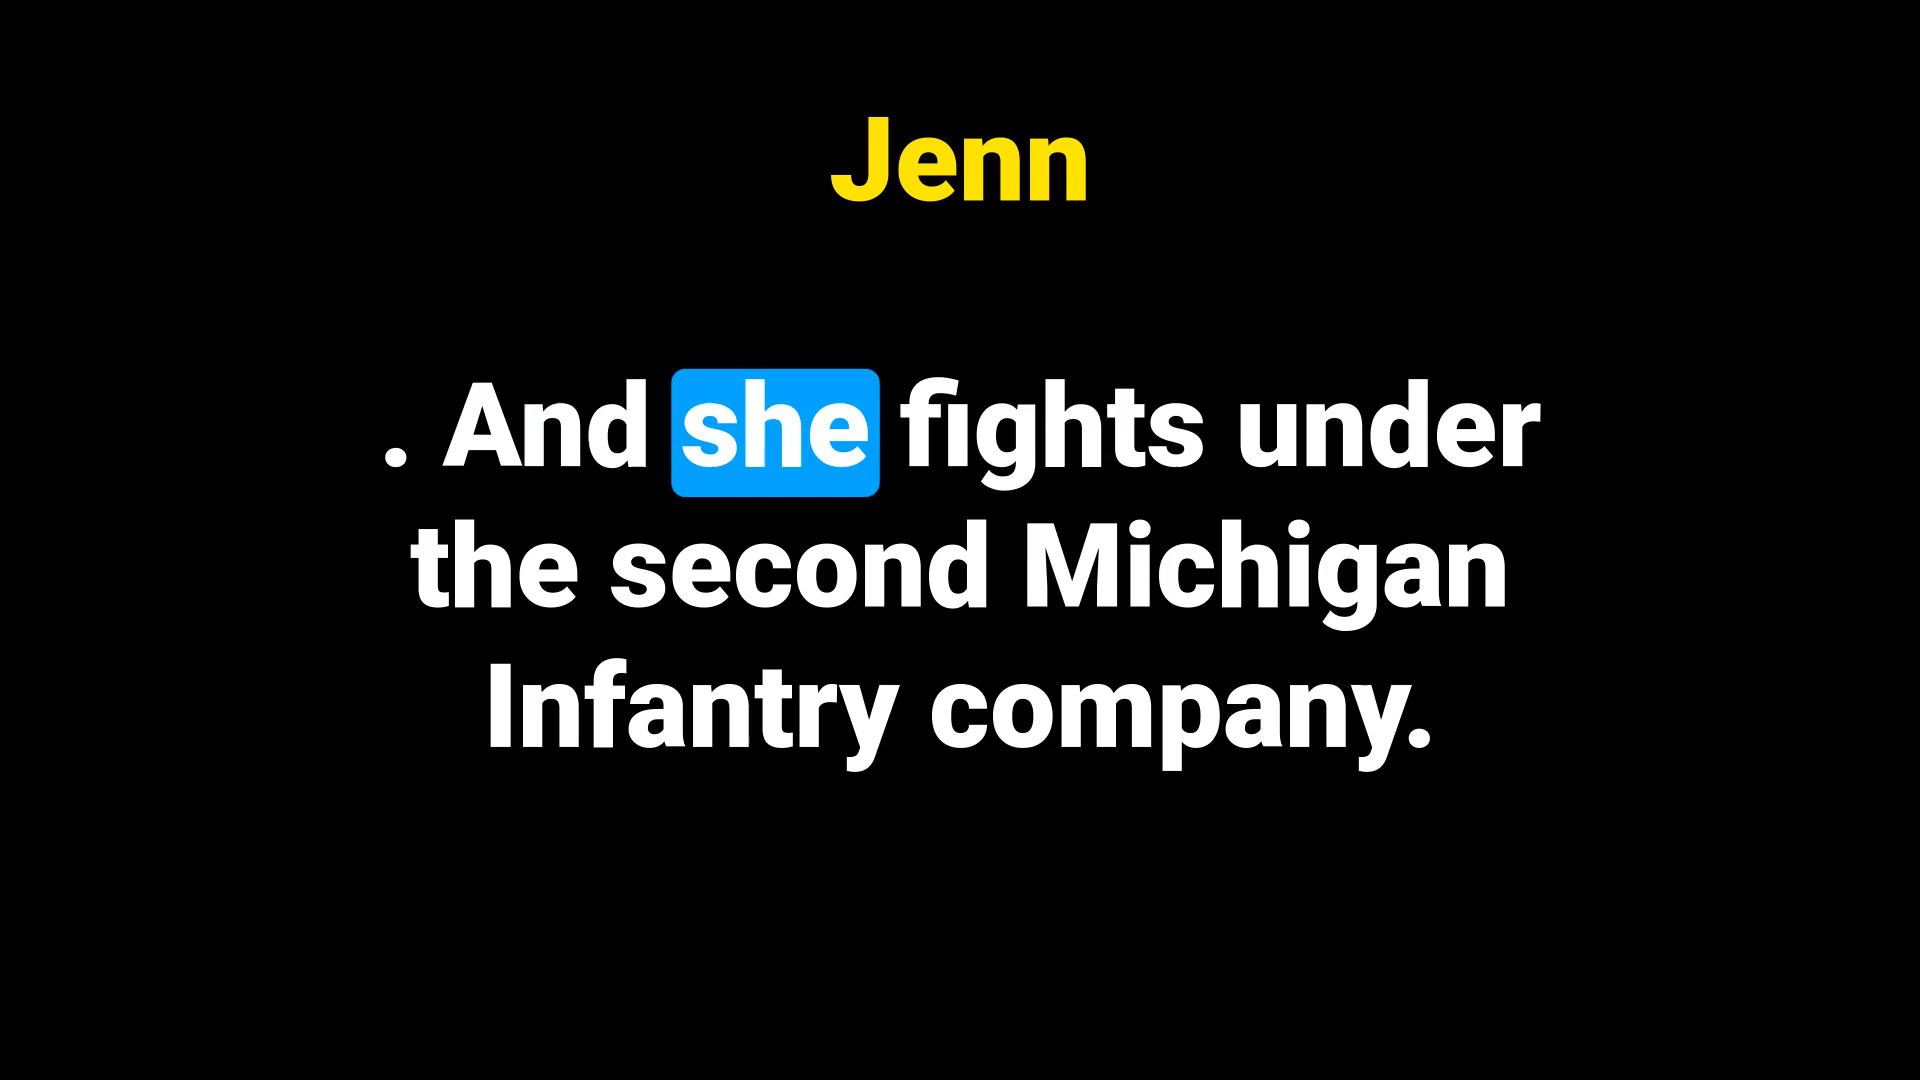 Jenn
. And she fights under
the second Michigan
Infantry company.